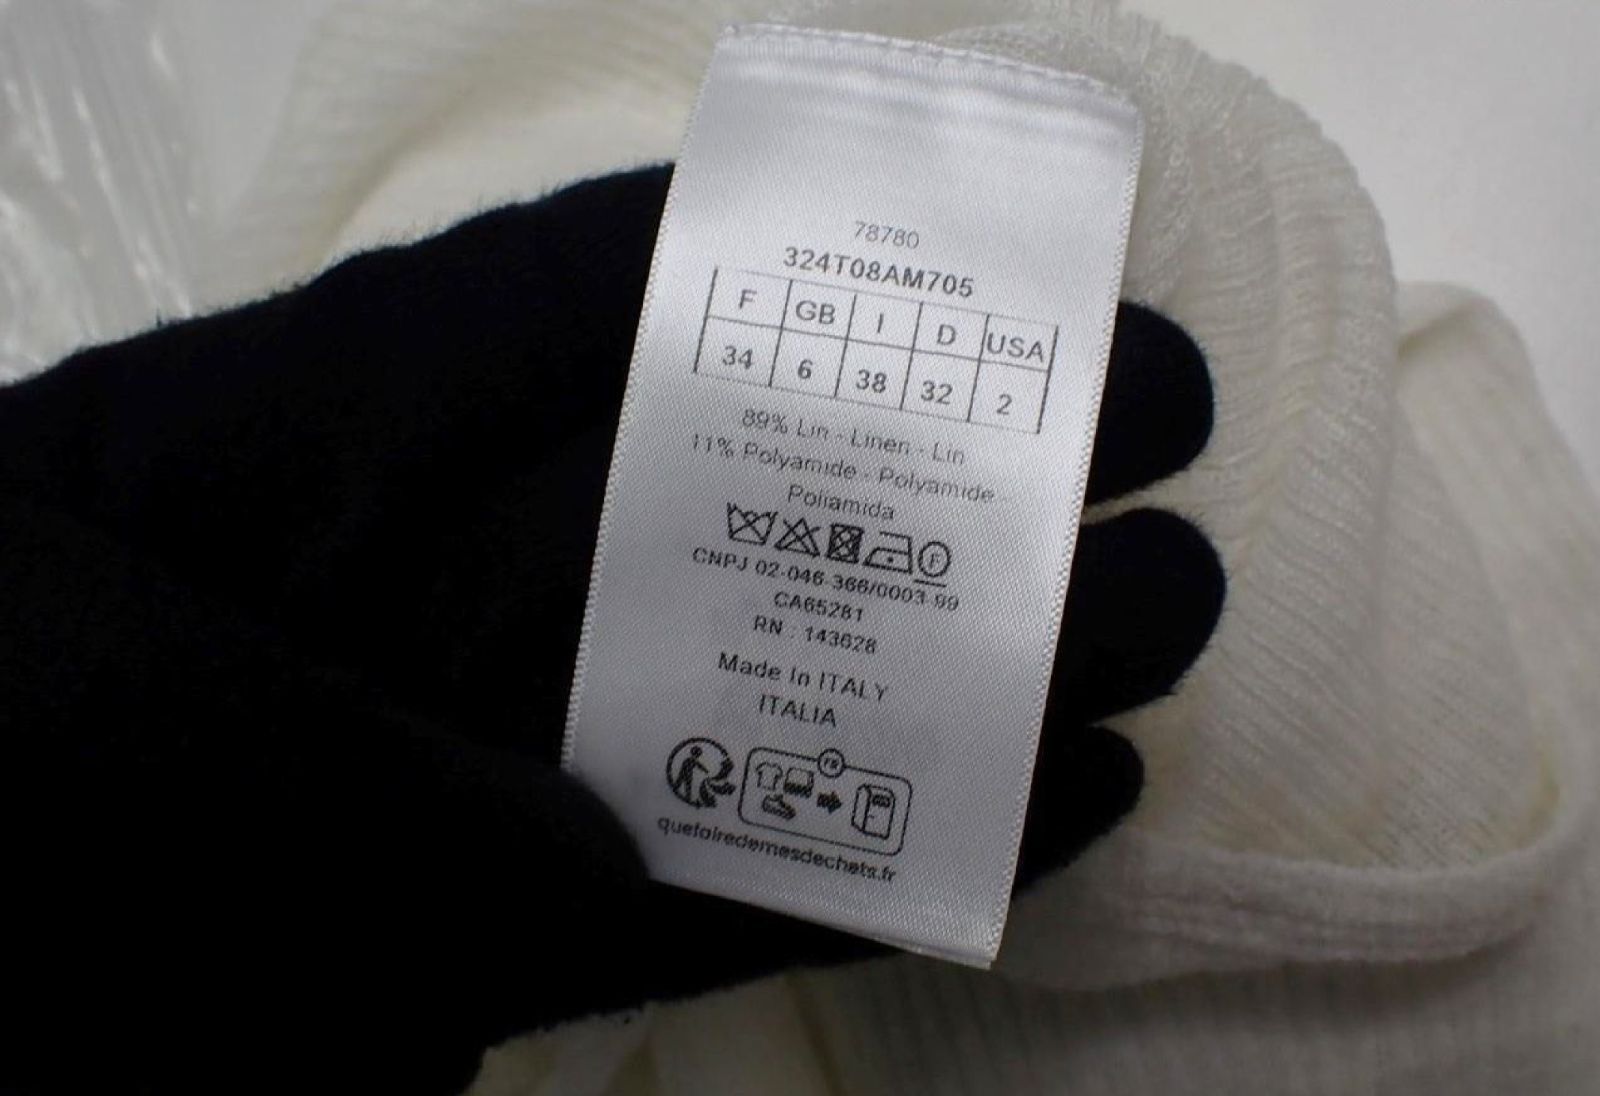 78780
324T08AM705
F GB I D USA
34 6 38 32 2
89% Lin - Linen - Lin
11% Polyamide - Polyamide -
Poliamida
F
CNPJ 02-046-366/0003-99
CA65281
RN : 143628
Made In ITALY
ITALIA
FR
quefairedemesdechets.fr